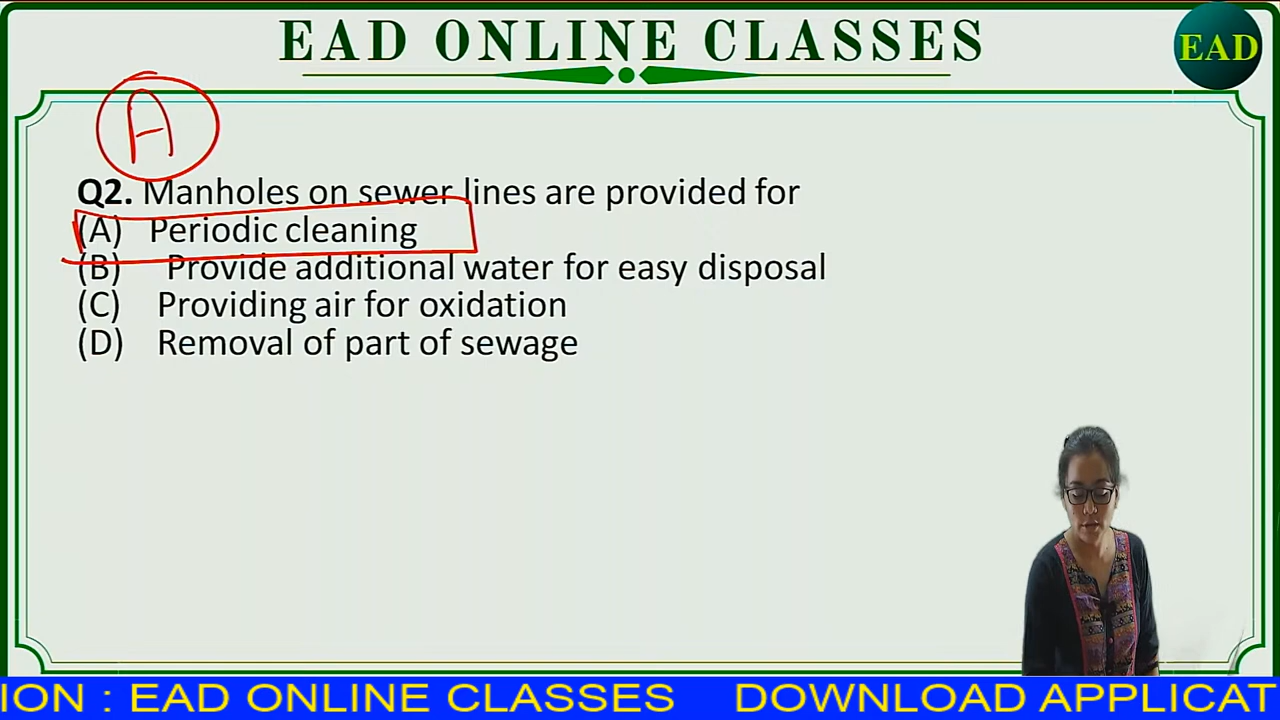 EAD ONLINE CLASSES
EAD
A
Q2. Manholes on sewer lines are provided for
(A) Periodic cleaning
(B) Provide additional water for easy disposal
(C) Providing air for oxidation
(D) Removal of part of sewage
ION : EAD ONLINE CLASSES DOWNLOAD APPLICAT